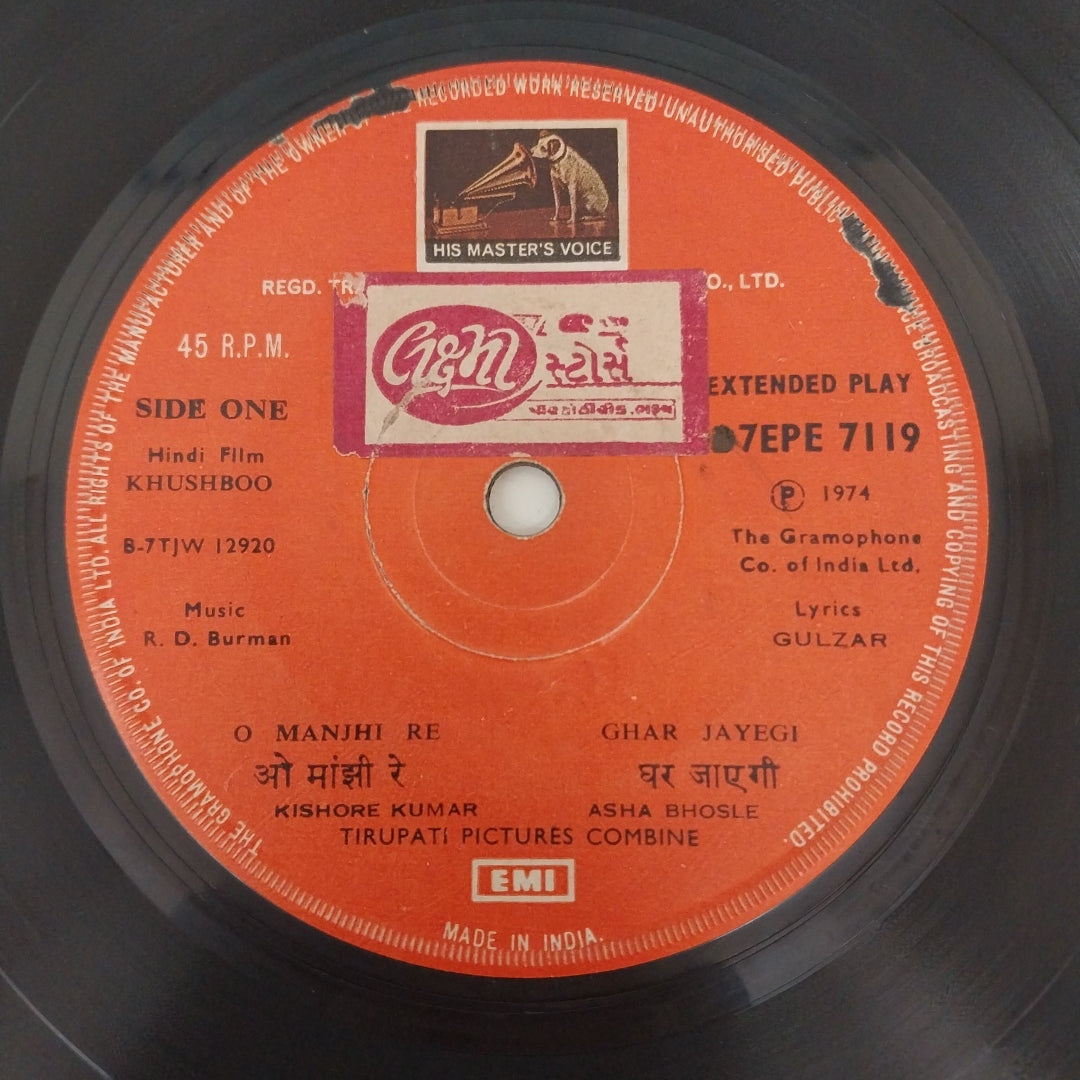 THE GRAMOPHONE CO. OF INDIA LTD. ALL RIGHTS OF THE MANUFACTURER AND OF THE OWNER OF RECORDED WORK RESERVED UNAUTHORISED PUBLIC BROADCASTING AND COPYING OF THIS RECORD PROHIBITED.
HIS MASTER'S VOICE
REGD. LTD.
સ્ટોર્સ
45 R.P.M.
SIDE ONE
Hindi Film
KHUSHBOO
B-7TJW 12920
Music
R. D. Burman
EXTENDED PLAY
7EPE 7119
℗ 1974
The Gramophone
Co. of India Ltd.
Lyrics
GULZAR
O MANJHI RE
ओ मांझी रे
KISHORE KUMAR
GHAR JAYEGI
घर जाएगी
ASHA BHOSLE
TIRUPATI PICTURES COMBINE
EMI
MADE IN INDIA.